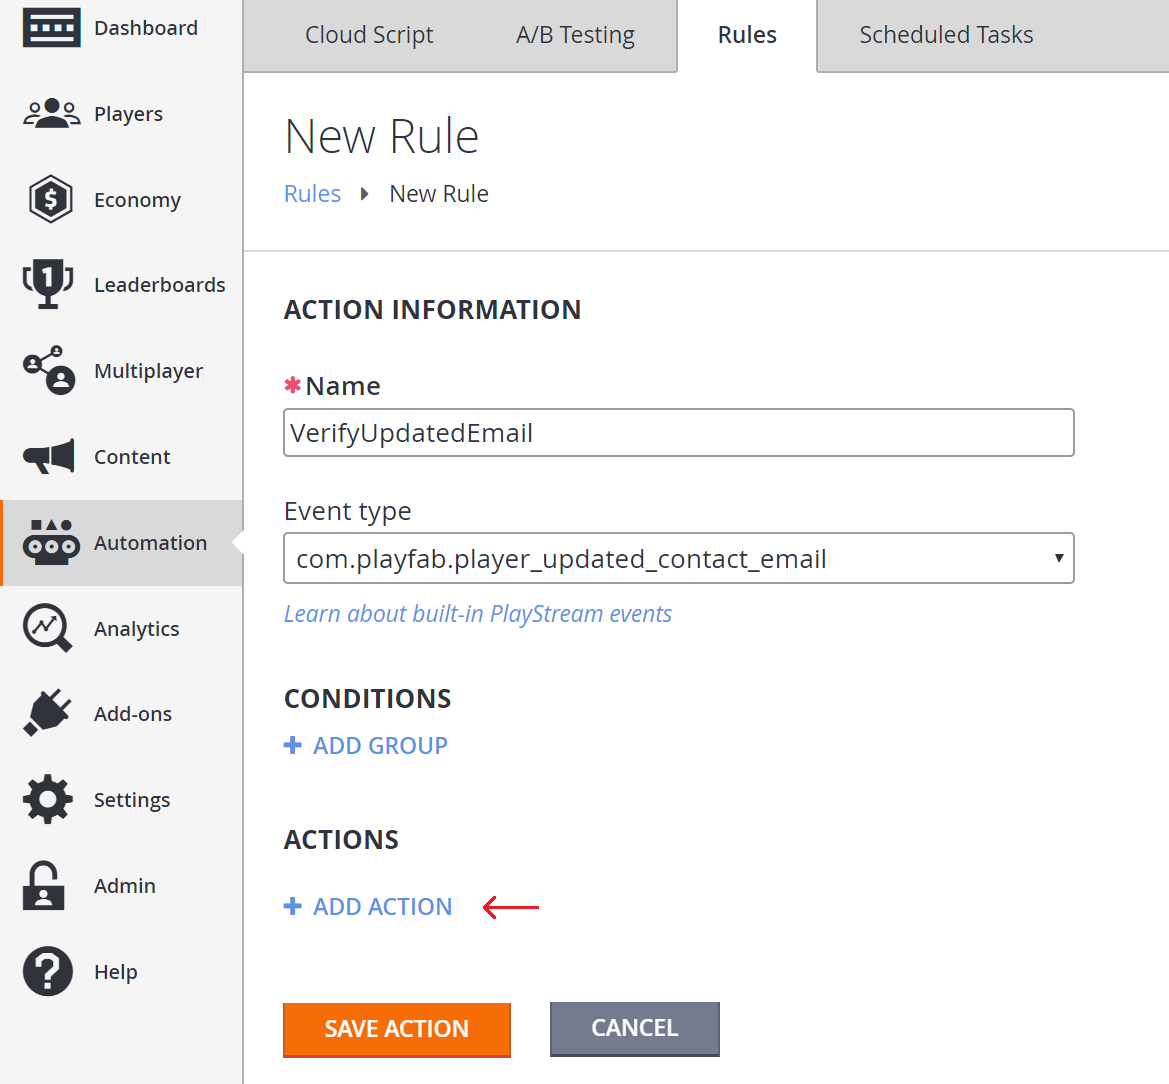 Dashboard
Players
Economy
Leaderboards
Multiplayer
Content
Automation
Analytics
Add-ons
Settings
Admin
Help
Cloud Script A/B Testing Rules Scheduled Tasks
New Rule
Rules New Rule
ACTION INFORMATION
*Name
VerifyUpdatedEmail
Event type
com.playfab.player_updated_contact_email
Learn about built-in PlayStream events
CONDITIONS
+ ADD GROUP
ACTIONS
+ ADD ACTION
SAVE ACTION CANCEL